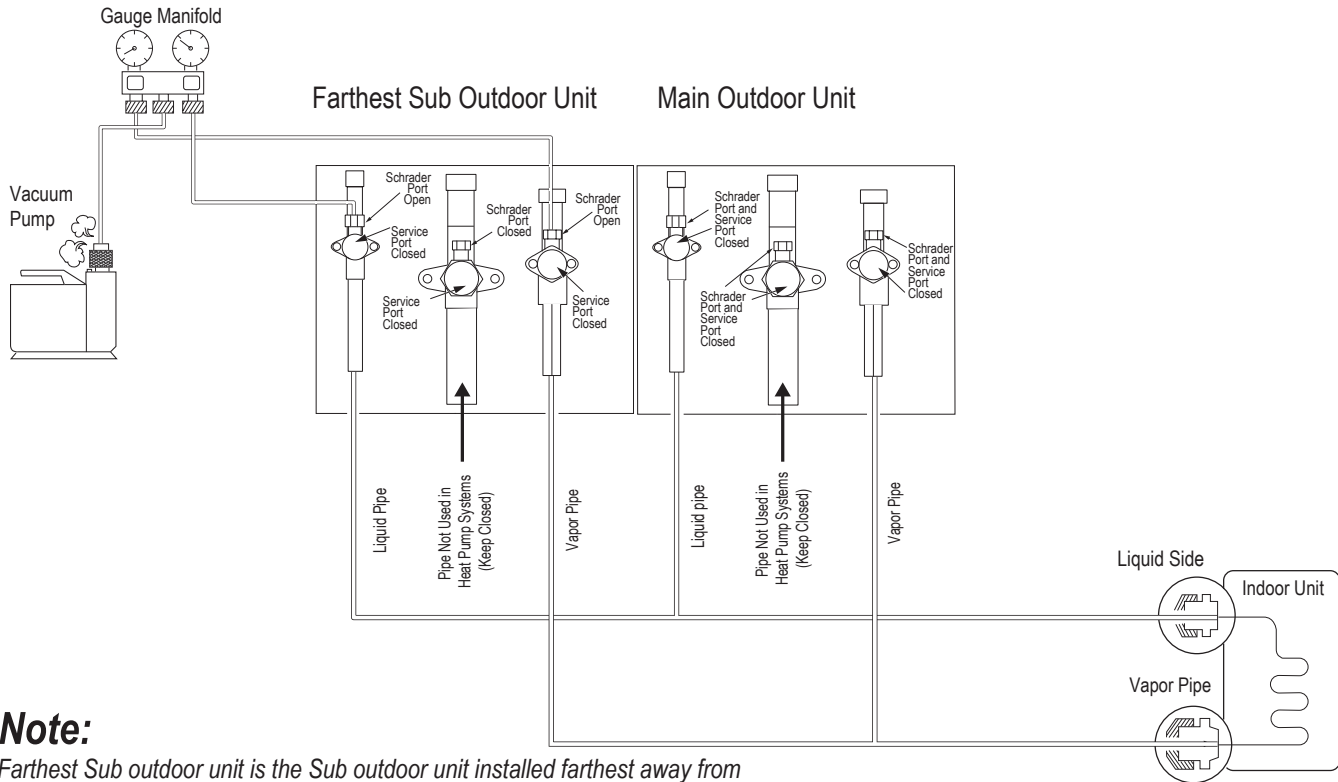 Gauge Manifold
Farthest Sub Outdoor Unit
Main Outdoor Unit
Vacuum
Pump
Schrader
Port
Open
Service
Port
Closed
Schrader
Port
Closed
Service
Port
Closed
Schrader
Port
Open
Service
Port
Closed
Schrader
Port and
Service
Port
Closed
Schrader
Port and
Service
Port
Closed
Schrader
Port and
Service
Port
Closed
Liquid Pipe
Pipe Not Used in
Heat Pump Systems
(Keep Closed)
Vapor Pipe
Liquid pipe
Pipe Not Used in
Heat Pump Systems
(Keep Closed)
Vapor Pipe
Liquid Side
Indoor Unit
Vapor Pipe
Note:
Farthest Sub outdoor unit is the Sub outdoor unit installed farthest away from